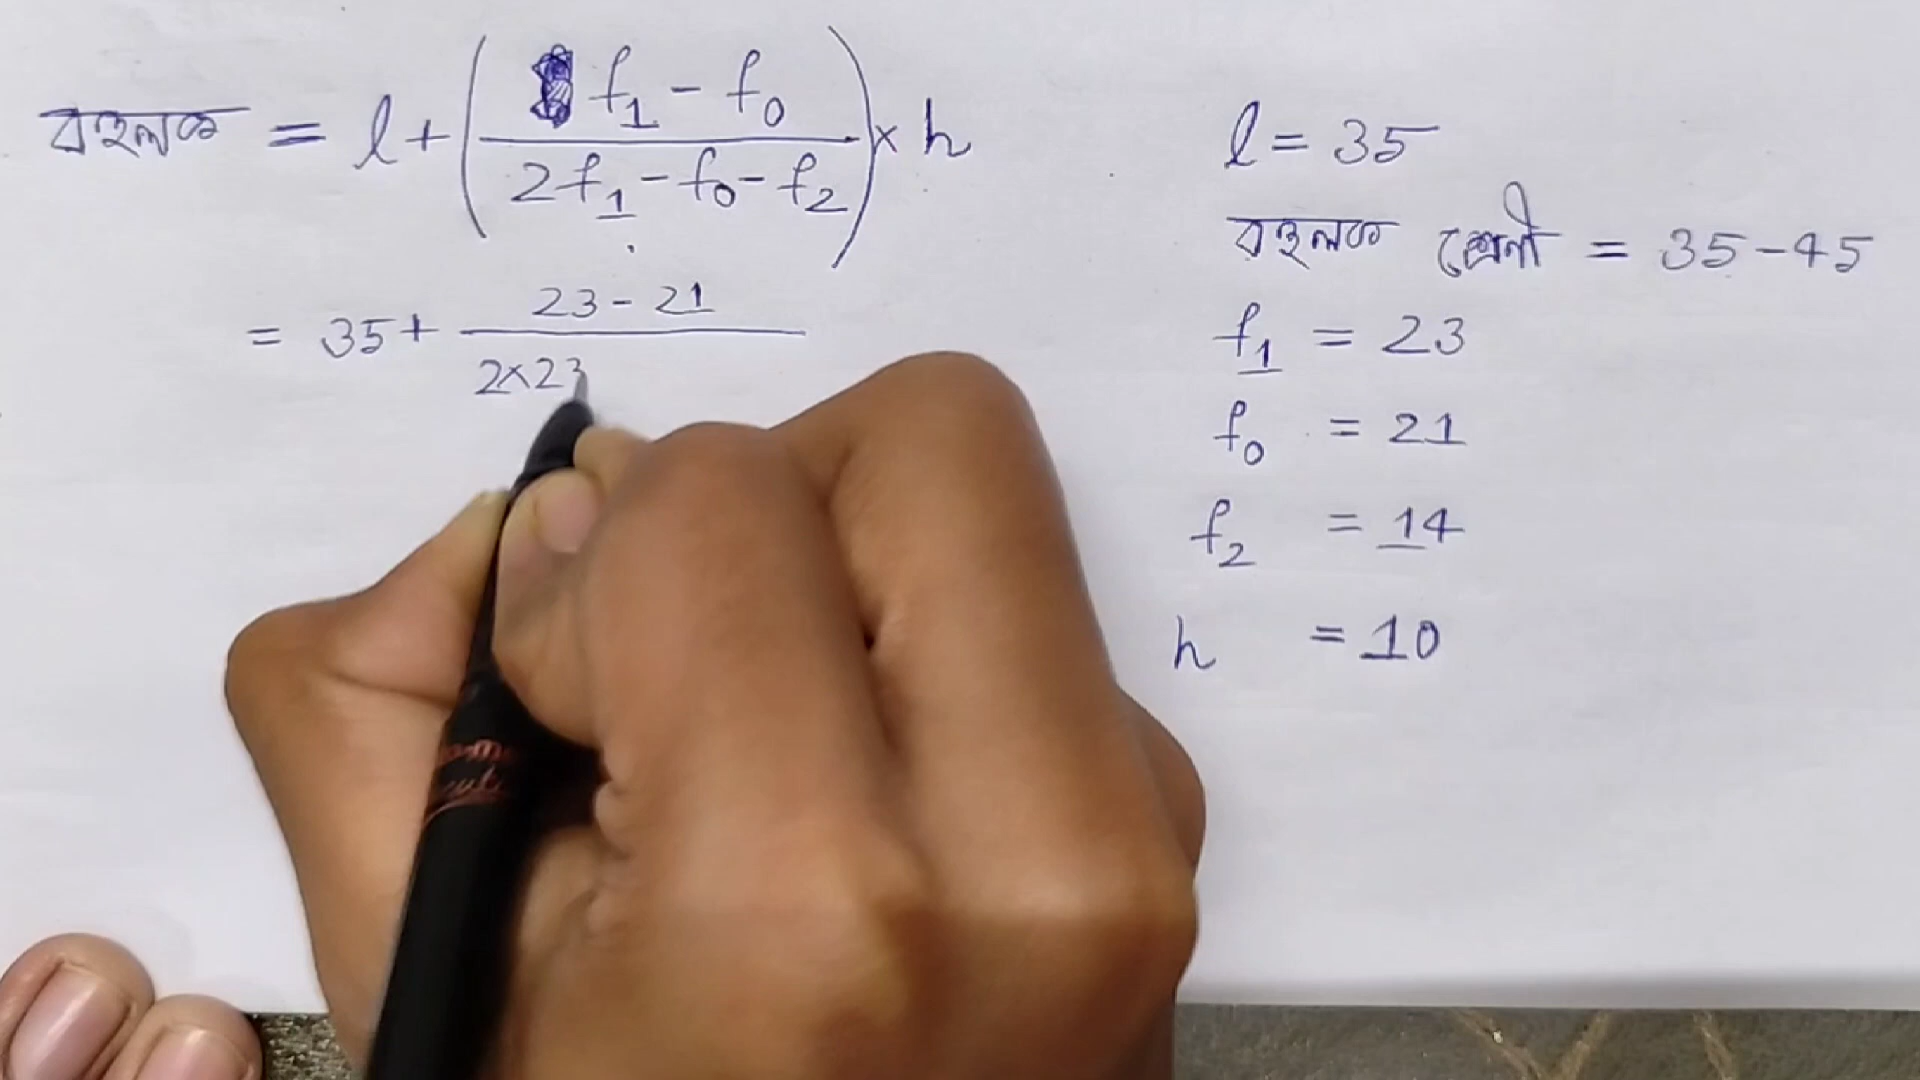 বহুলক = l + ( f₁ - f₀ / 2f₁ - f₀ - f₂ ) × h
= 35 + 23 - 21 / 2×23
l = 35
বহুলক শ্রেণী = 35-45
f₁ = 23
f₀ = 21
f₂ = 14
h = 10